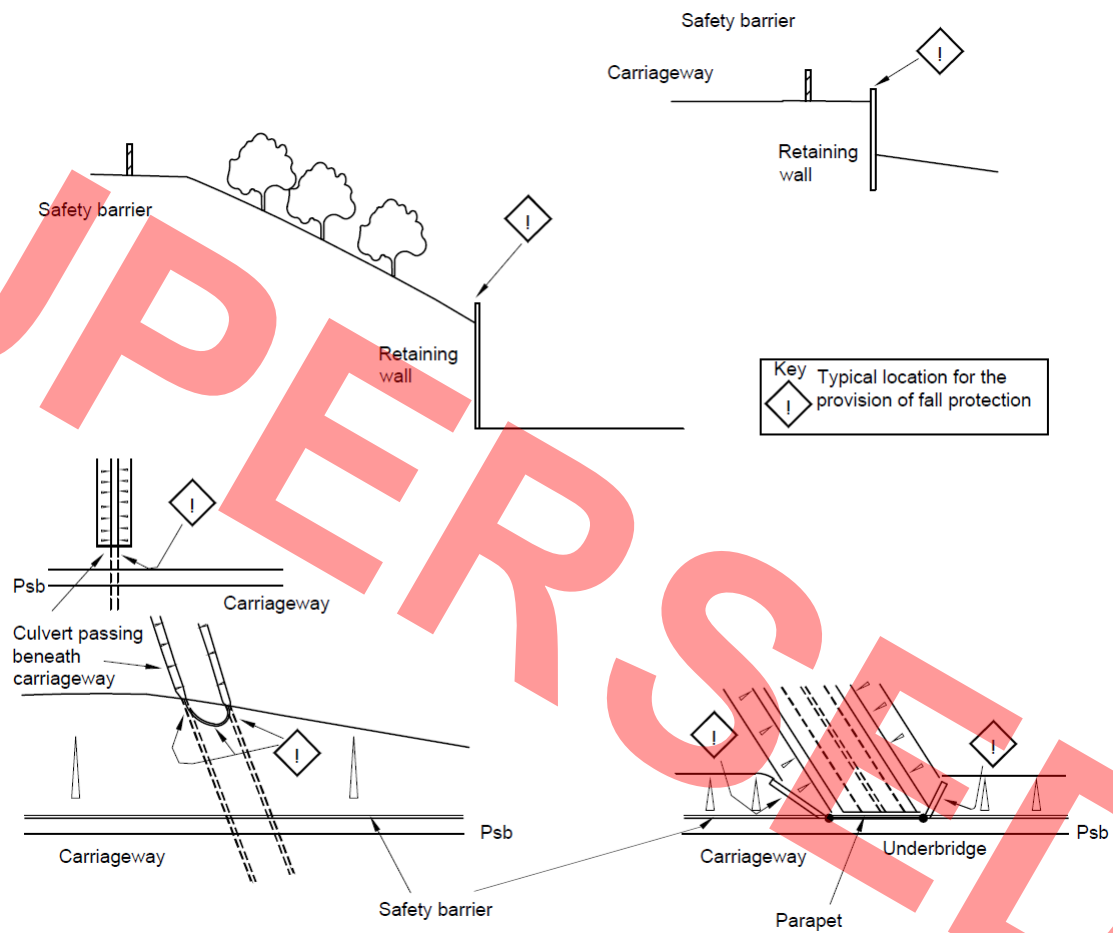 Safety barrier
!
Carriageway
Retaining
wall
Safety barrier
!
Retaining
wall
Key
! Typical location for the
provision of fall protection
!
Psb
Carriageway
Culvert passing
beneath
carriageway
!
Psb
Carriageway
Safety barrier
!
!
Psb
Carriageway
Underbridge
Parapet
UPERSED